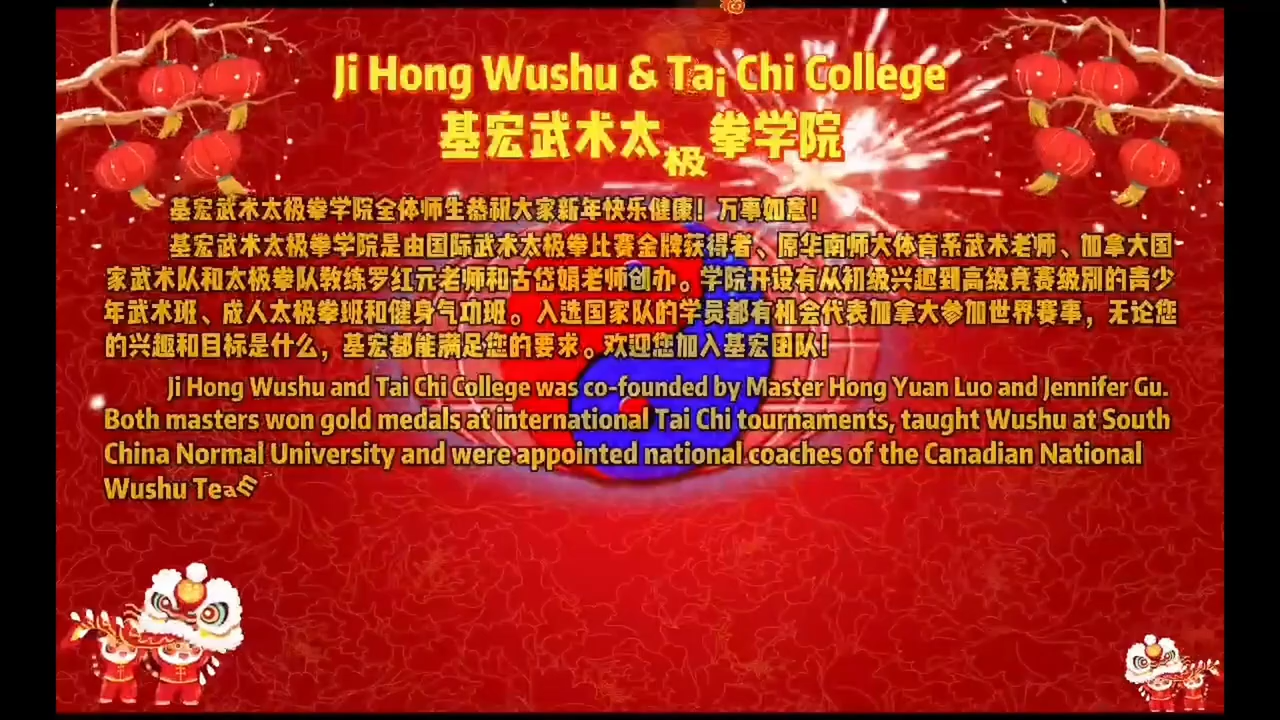 Ji Hong Wushu & Tai Chi College
基宏武术太极拳学院
基宏武术太极拳学院全体师生恭祝大家新年快乐健康！万事如意！
基宏武术太极拳学院是由国际武术太极拳比赛金牌获得者、原华南师大体育系武术老师、加拿大国
家武术队和太极拳队教练罗红元老师和古岱娟老师创办。学院开设有从初级兴趣到高级竞赛级别的青少
年武术班、成人太极拳班和健身气功班。入选国家队的学员都有机会代表加拿大参加世界赛事，无论您
的兴趣和目标是什么，基宏都能满足您的要求。欢迎您加入基宏团队！
Ji Hong Wushu and Tai Chi College was co-founded by Master Hong Yuan Luo and Jennifer Gu.
Both masters won gold medals at international Tai Chi tournaments, taught Wushu at South
China Normal University and were appointed national coaches of the Canadian National
Wushu Team